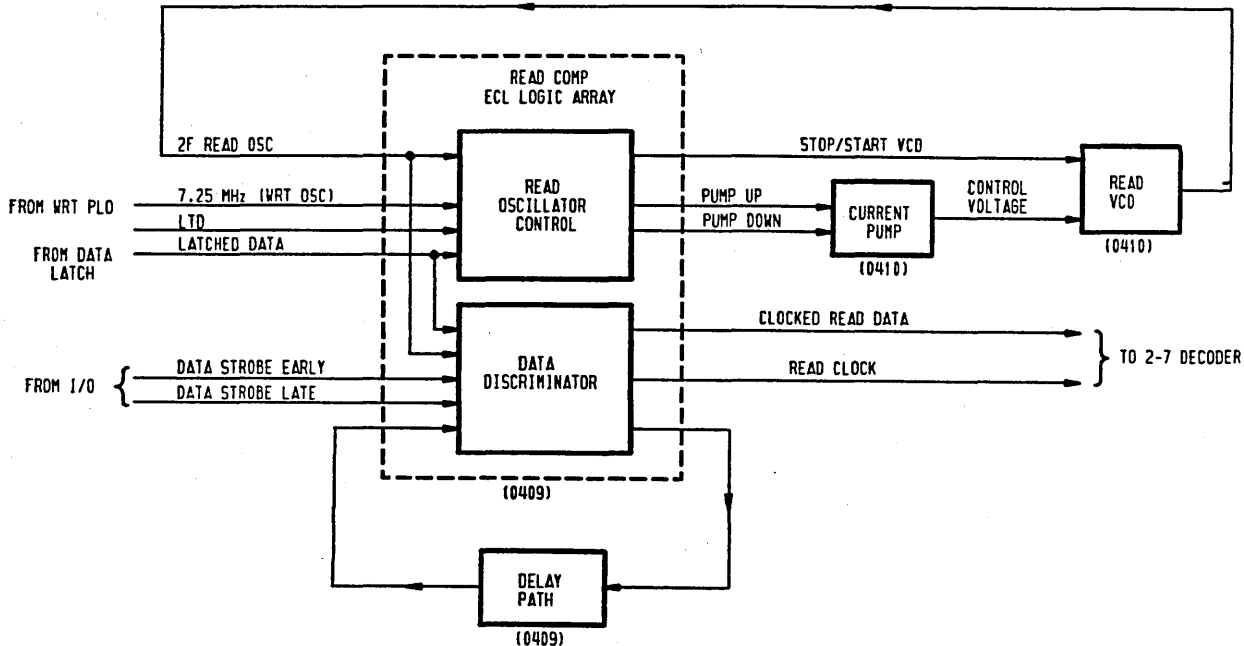 READ COMP
ECL LOGIC ARRAY
2F READ OSC
STOP/START VCO
READ
OSCILLATOR
CONTROL
READ
VCO
(0410)
FROM WRT PLO
7.25 MHz (WRT OSC)
PUMP UP
CURRENT
PUMP
(0410)
CONTROL
VOLTAGE
LTD
PUMP DOWN
FROM DATA
LATCH
LATCHED DATA
CLOCKED READ DATA
DATA
DISCRIMINATOR
TO 2-7 DECODER
FROM I/O
DATA STROBE EARLY
READ CLOCK
DATA STROBE LATE
(0409)
DELAY
PATH
(0409)